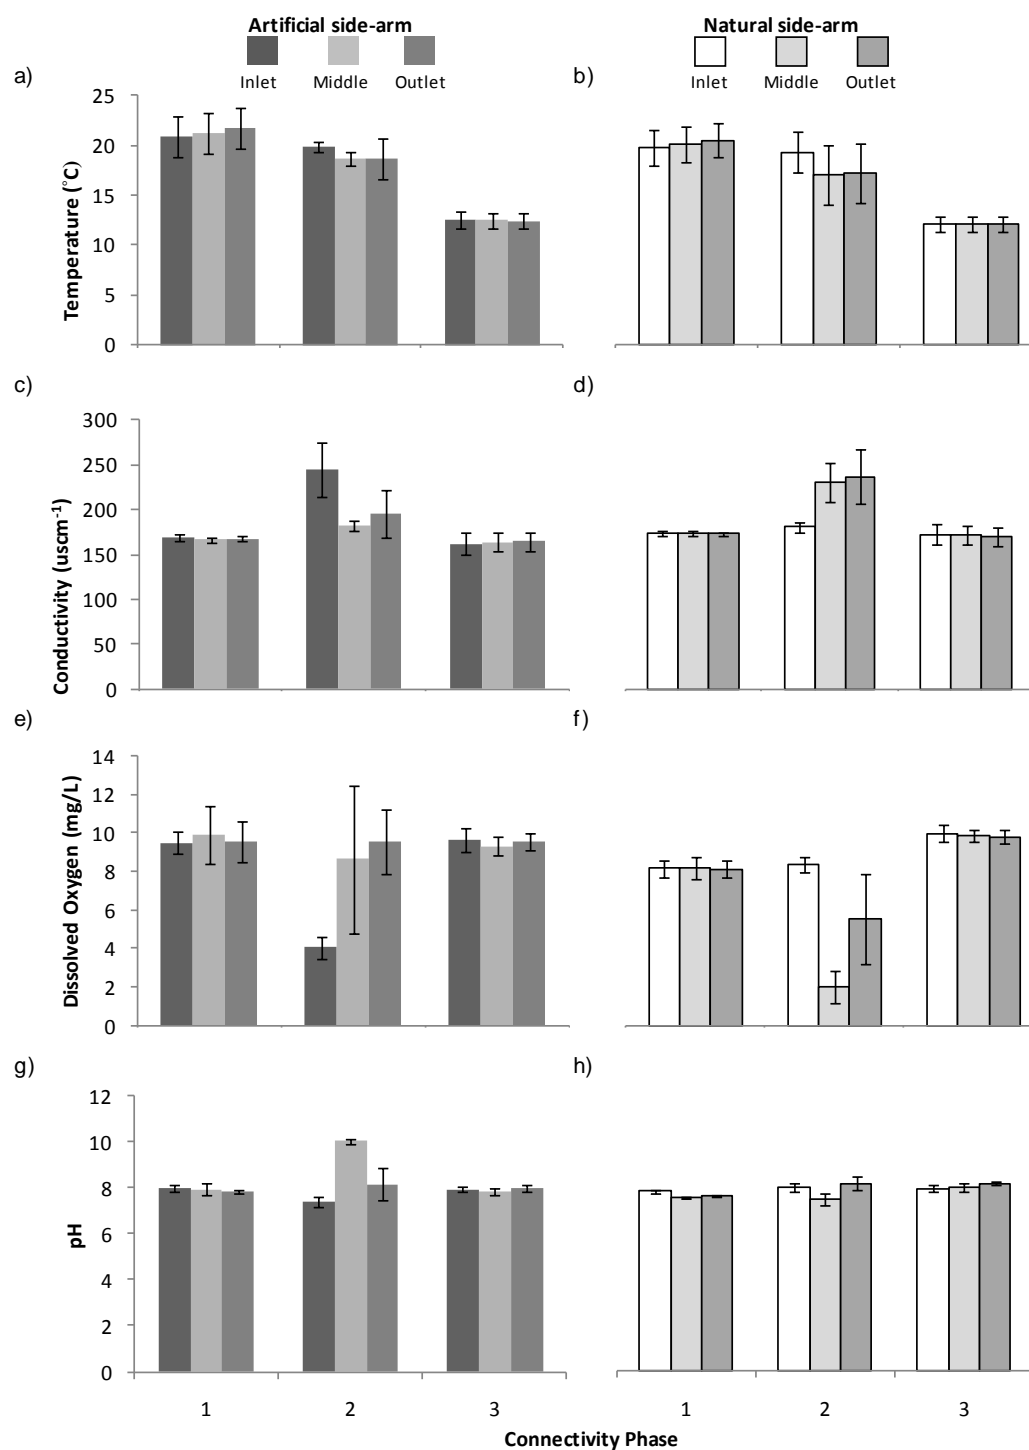 Artificial side-arm
Natural side-arm
Inlet Middle Outlet
Inlet Middle Outlet
a)
b)
Temperature (°C)
25
20
15
10
5
0
c)
d)
Conductivity (uscm⁻¹)
300
250
200
150
100
50
0
e)
f)
Dissolved Oxygen (mg/L)
14
12
10
8
6
4
2
0
g)
h)
pH
12
10
8
6
4
2
0
1 2 3
1 2 3
Connectivity Phase